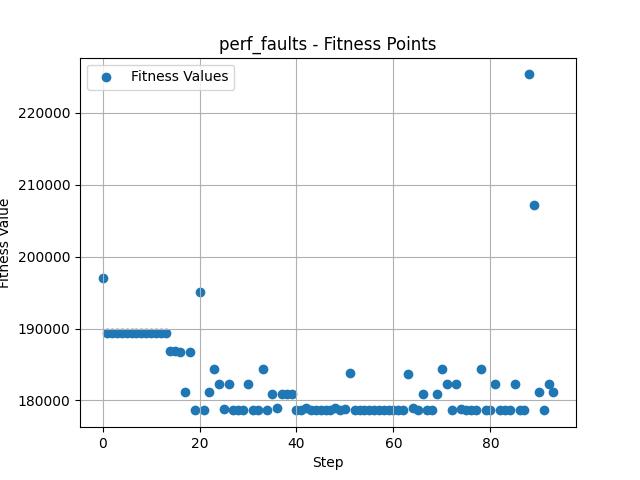 perf_faults - Fitness Points
Fitness Values
220000
210000
200000
190000
180000
Fitness Value
0 20 40 60 80
Step